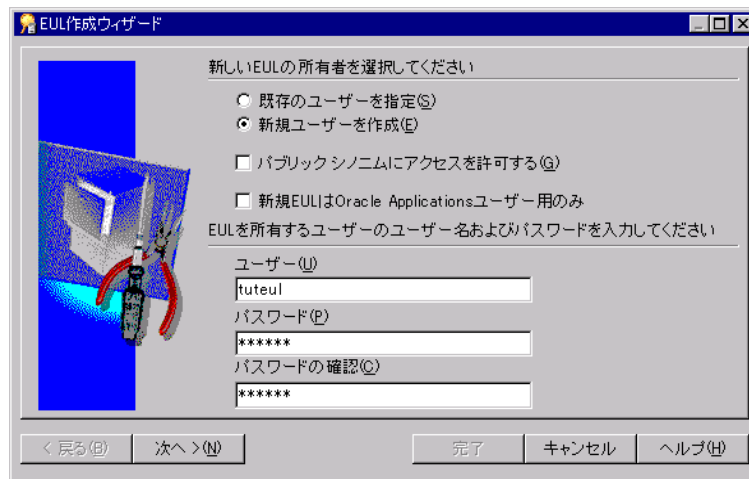 EUL作成ウィザード
新しいEULの所有者を選択してください
既存のユーザーを指定(S)
新規ユーザーを作成(E)
パブリックシノニムにアクセスを許可する(G)
新規EULはOracle Applicationsユーザー用のみ
EULを所有するユーザーのユーザー名およびパスワードを入力してください
ユーザー(U)
tuteul
パスワード(P)
******
パスワードの確認(C)
******
< 戻る(B)
次へ >(N)
完了
キャンセル
ヘルプ(H)